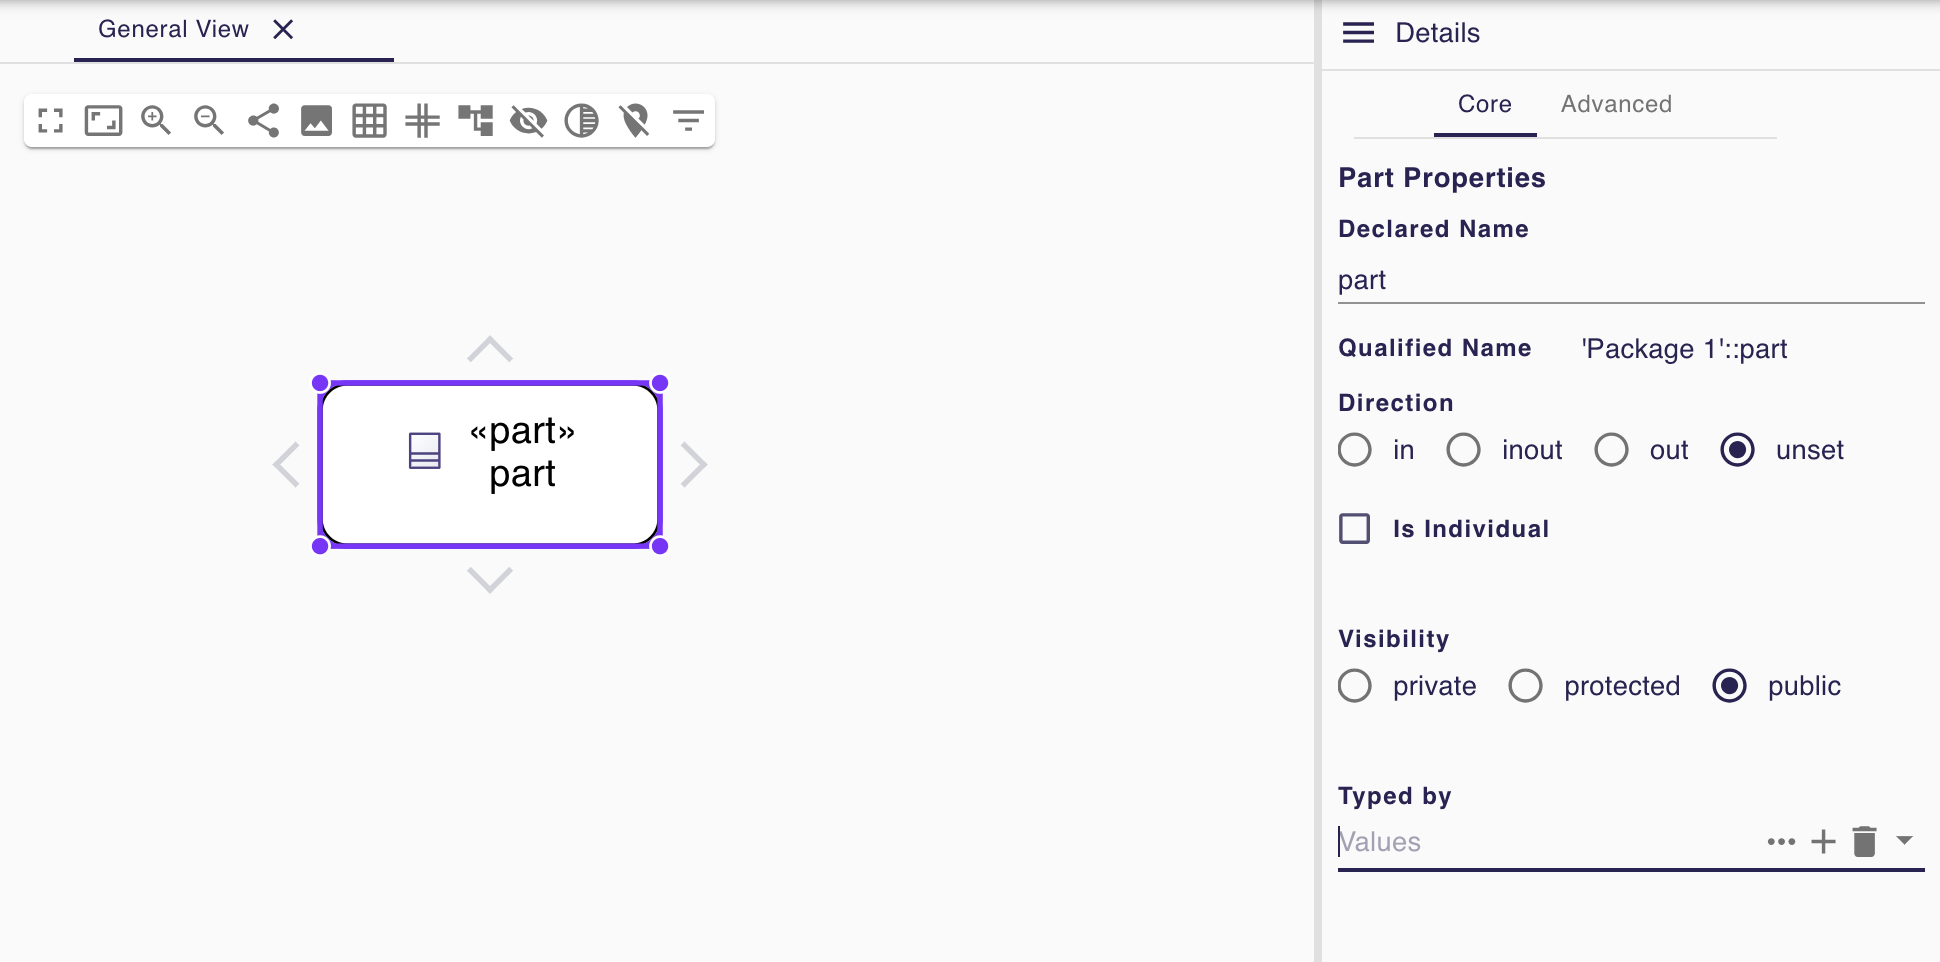 General View
«part»
part
Details
Core Advanced
Part Properties
Declared Name
part
Qualified Name 'Package 1'::part
Direction
in inout out unset
Is Individual
Visibility
private protected public
Typed by
Values